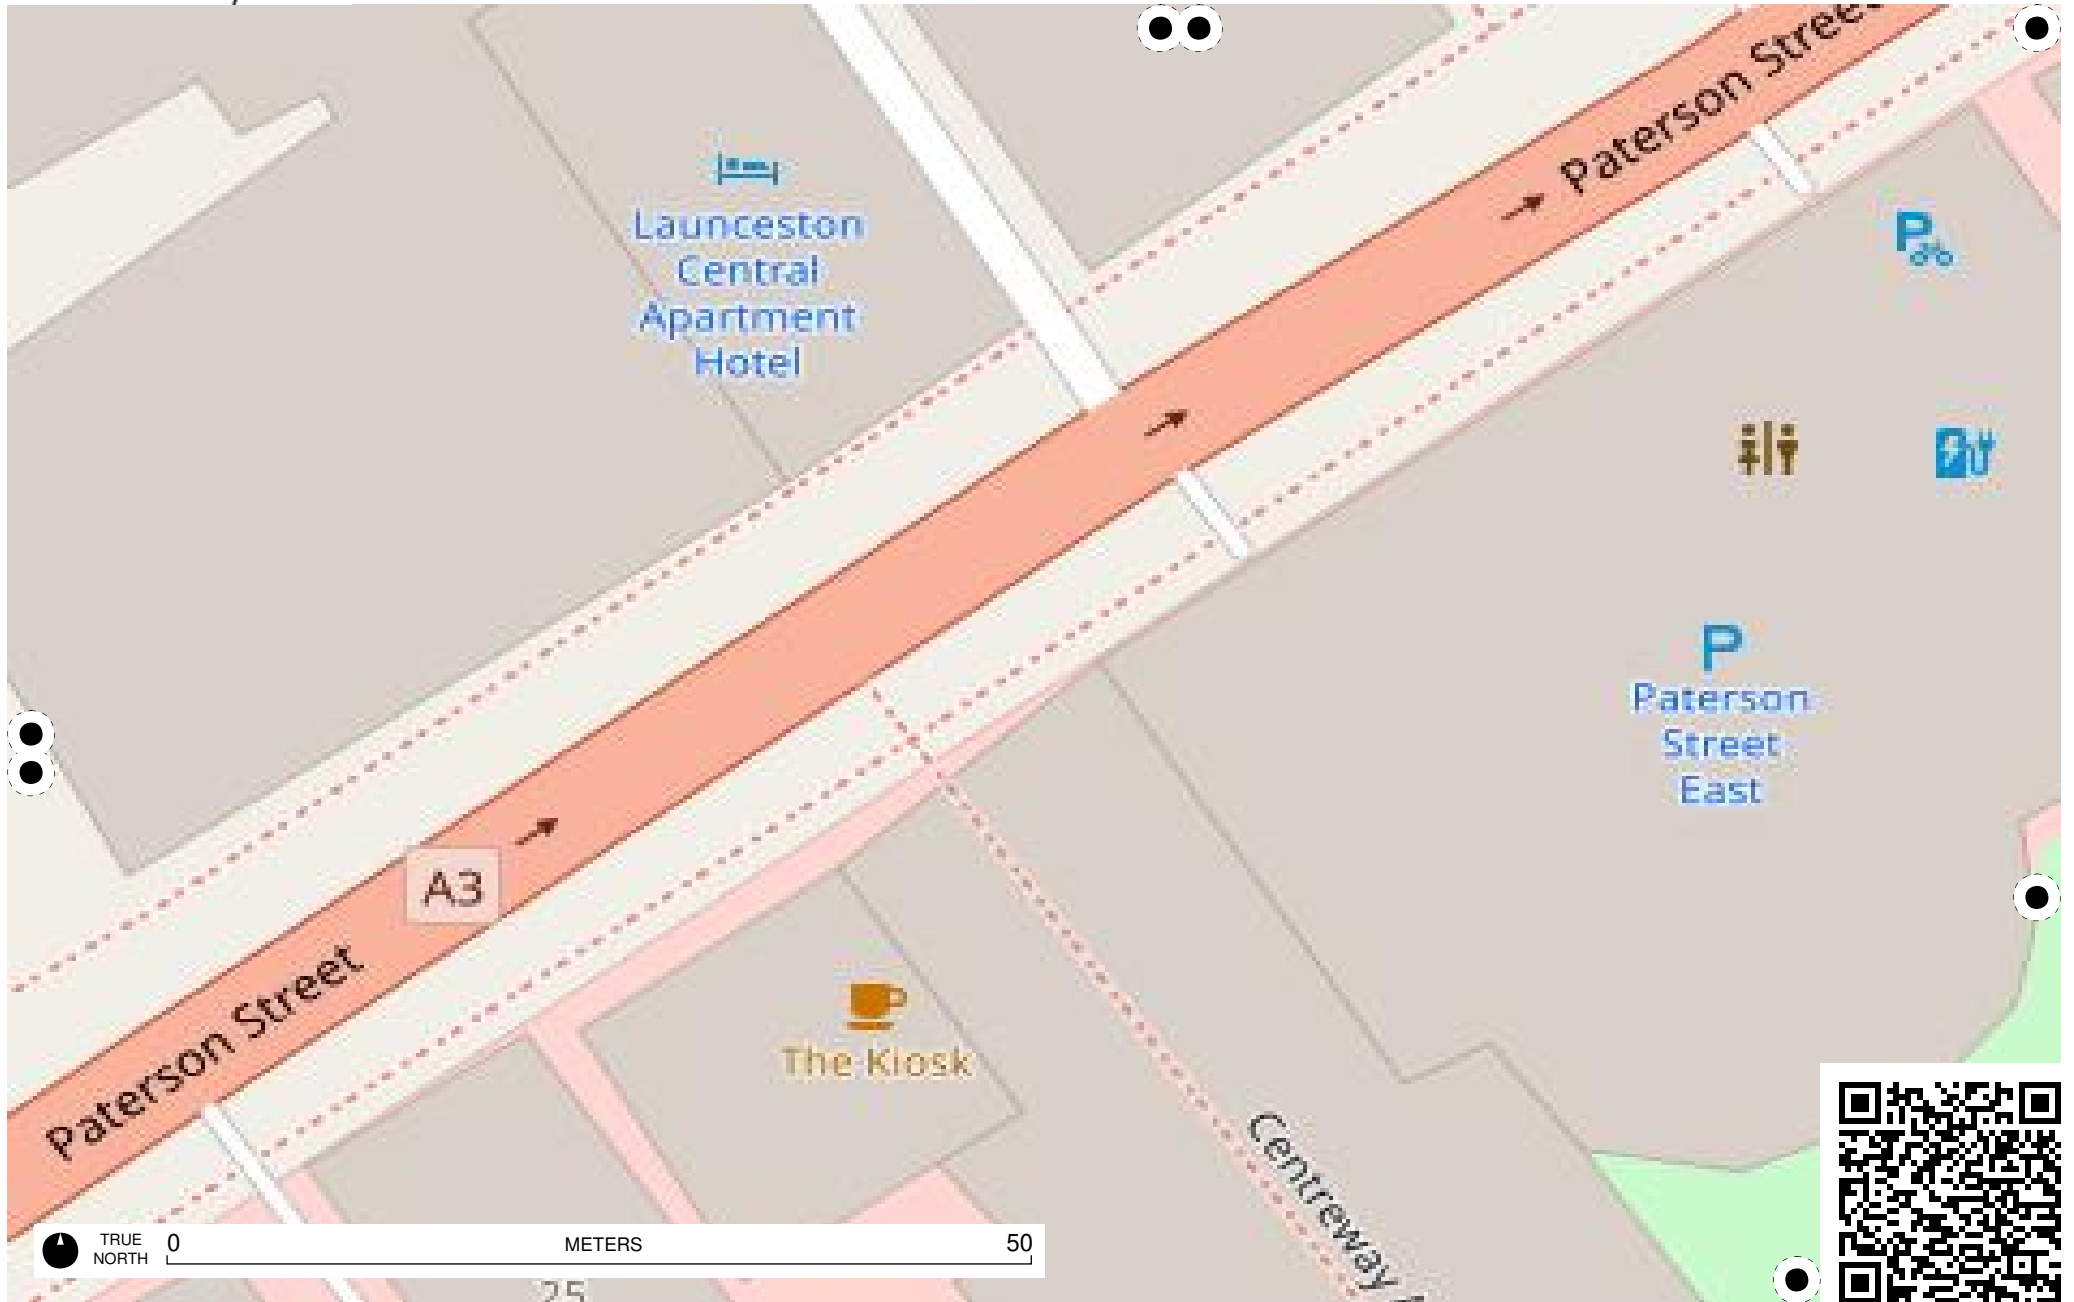 Paterson Street
Launceston
Central
Apartment
Hotel
P
P
Paterson
Street
East
A3
Paterson Street
The Kiosk
Centreway
TRUE
NORTH
0
METERS
50
25